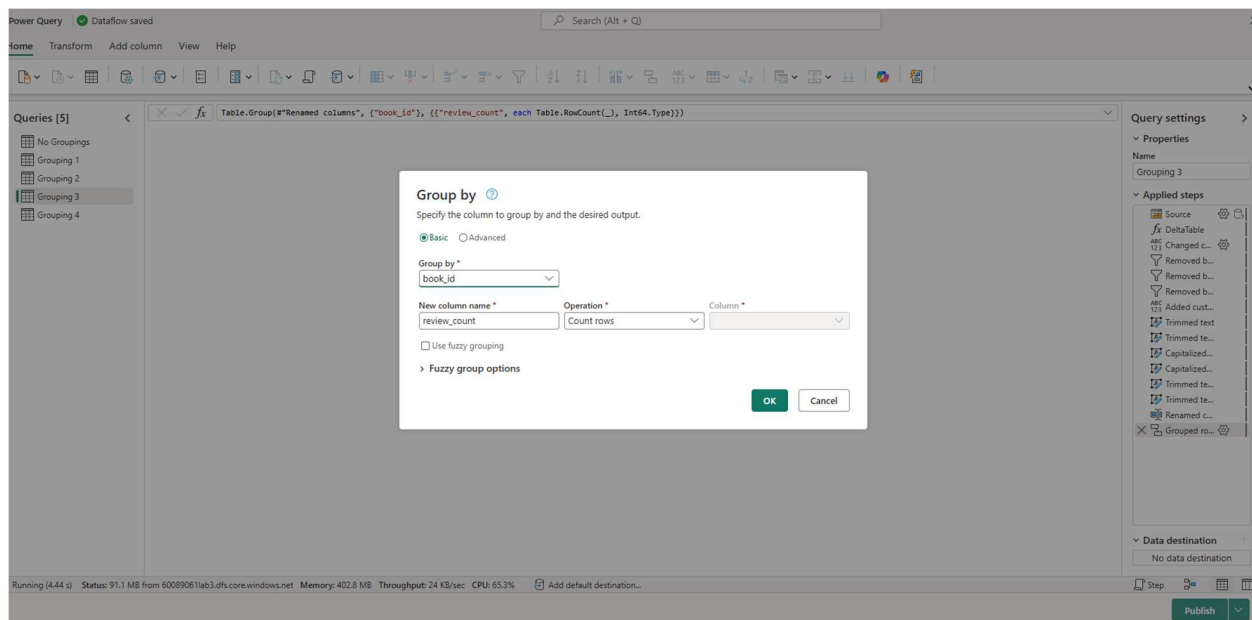 Power Query Dataflow saved Search (Alt + Q)
Home Transform Add column View Help
Queries [5]
No Groupings
Grouping 1
Grouping 2
Grouping 3
Grouping 4
fx Table.Group(#"Renamed columns", {"book_id"}, {{"review_count", each Table.RowCount(_), Int64.Type}})
Group by
Specify the column to group by and the desired output.
Basic Advanced
Group by *
book_id
New column name * Operation * Column *
review_count Count rows
Use fuzzy grouping
Fuzzy group options
OK Cancel
Query settings
Properties
Name
Grouping 3
Applied steps
Source
fx DeltaTable
ABC 123 Changed c...
Removed b...
Removed b...
Removed b...
ABC 123 Added cust...
Trimmed text
Trimmed te...
Capitalized...
Capitalized...
Trimmed te...
Trimmed te...
Renamed c...
Grouped ro...
Data destination
No data destination
Running (4.44 s) Status: 91.1 MB from 60089061lab3.dfs.core.windows.net Memory: 402.8 MB Throughput: 24 KB/sec CPU: 65.3% Add default destination... Step
Publish